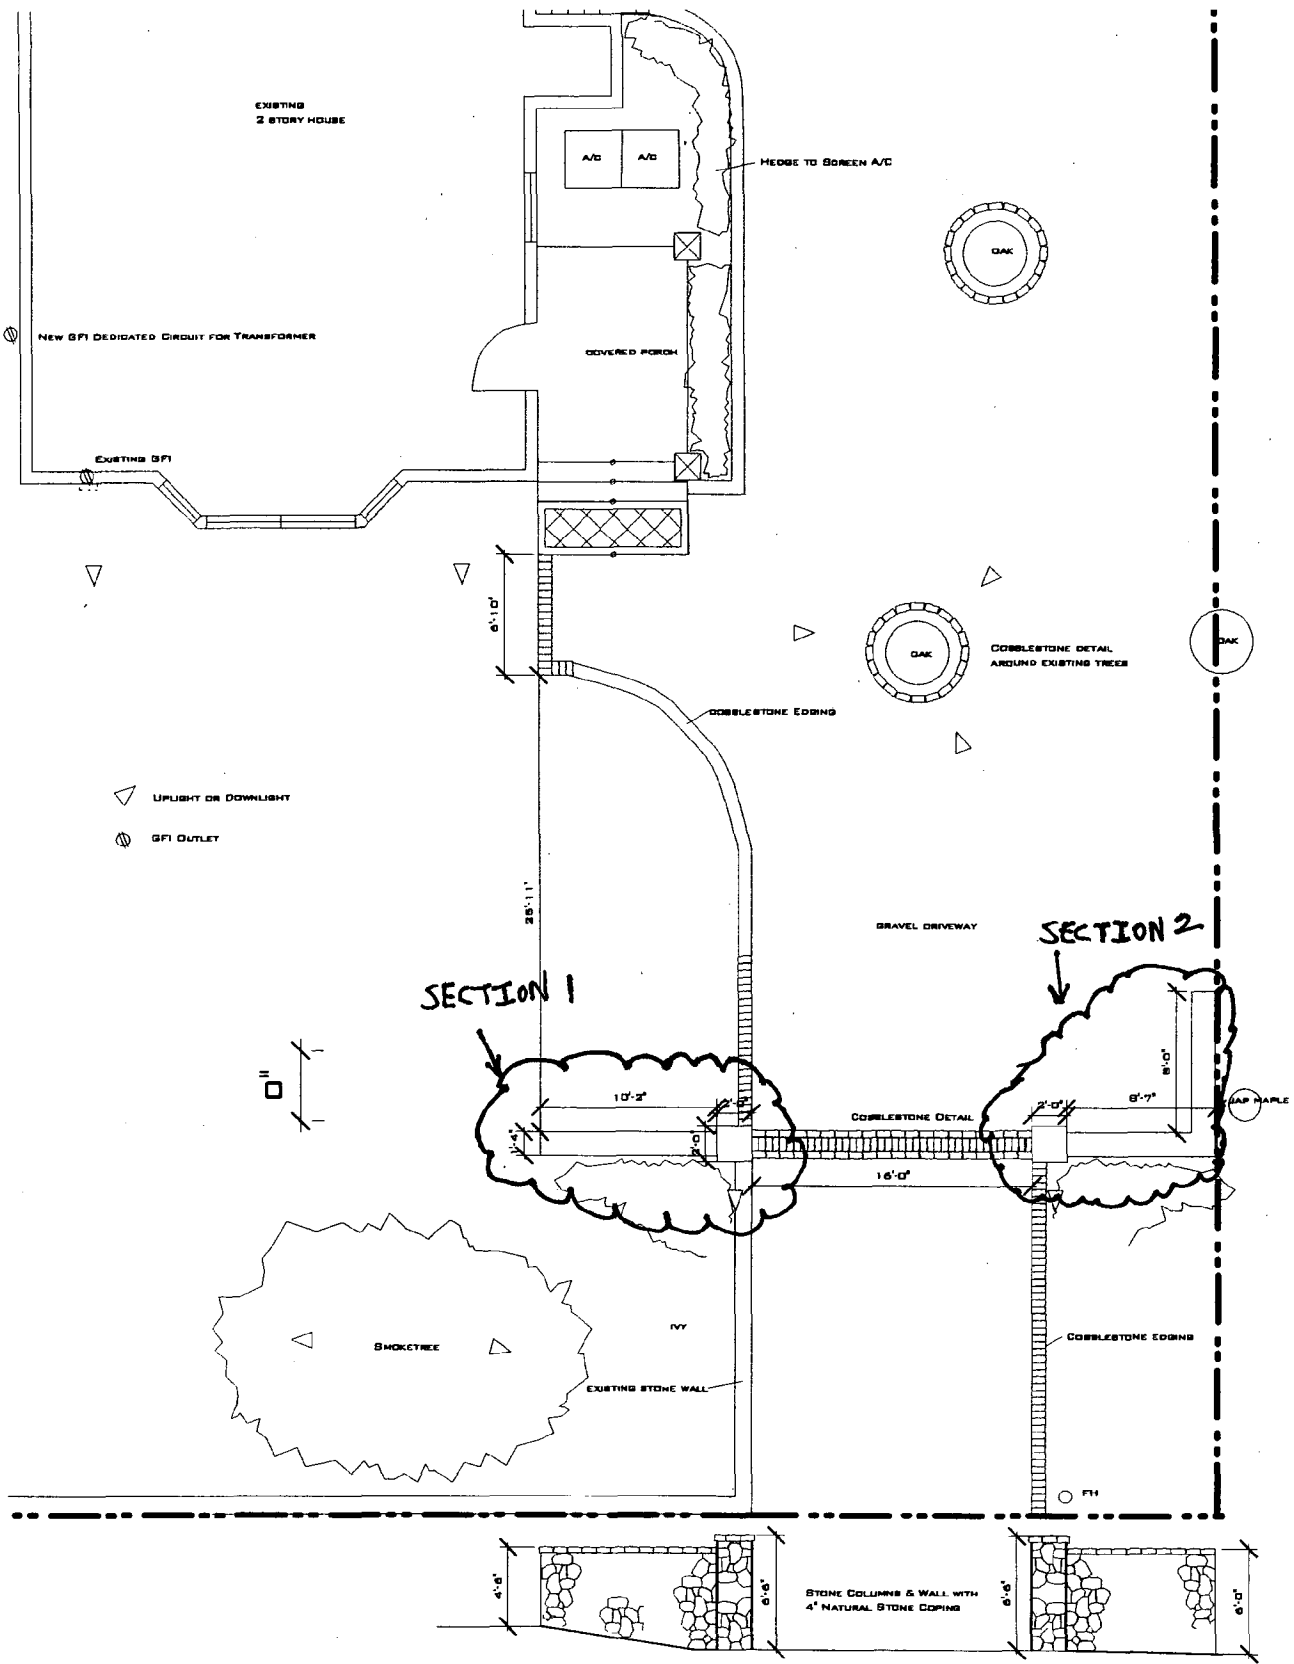 EXISTING
2 STORY HOUSE
A/C
A/C
HEDGE TO SCREEN A/C
OAK
NEW GFI DEDICATED CIRCUIT FOR TRANSFORMER
COVERED PORCH
EXISTING GFI
6'-10"
OAK
COBBLESTONE DETAIL
AROUND EXISTING TREES
OAK
COBBLESTONE EDGING
UPLIGHT OR DOWNLIGHT
GFI OUTLET
GRAVEL DRIVEWAY
SECTION 2
SECTION 1
8'-0"
10'-2"
2'-0"
COBBLESTONE DETAIL
2'-0"
8'-7"
JAP MAPLE
1'-4"
2'-0"
16'-0"
IVY
SMOKETREE
COBBLESTONE EDGING
EXISTING STONE WALL
FH
4'-6"
6'-6"
STONE COLUMNS & WALL WITH
4" NATURAL STONE COPING
6'-6"
6'-0"